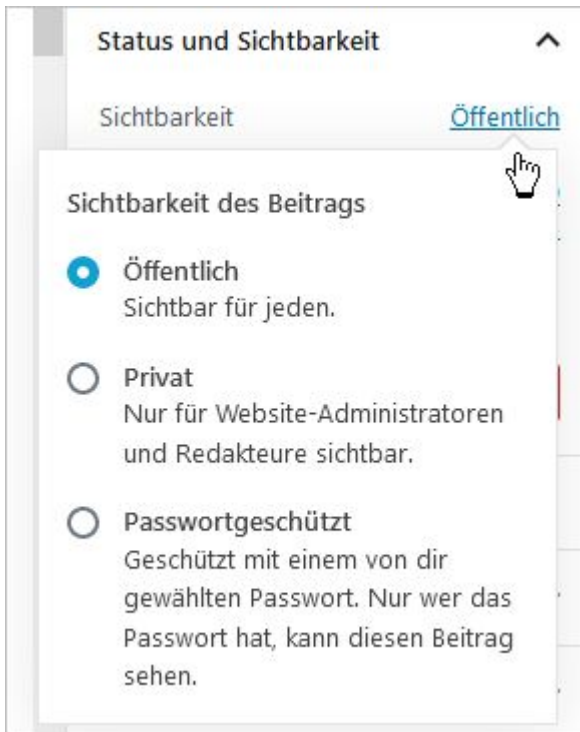 Status und Sichtbarkeit
Sichtbarkeit Öffentlich
Sichtbarkeit des Beitrags
Öffentlich
Sichtbar für jeden.
Privat
Nur für Website-Administratoren
und Redakteure sichtbar.
Passwortgeschützt
Geschützt mit einem von dir
gewählten Passwort. Nur wer das
Passwort hat, kann diesen Beitrag
sehen.